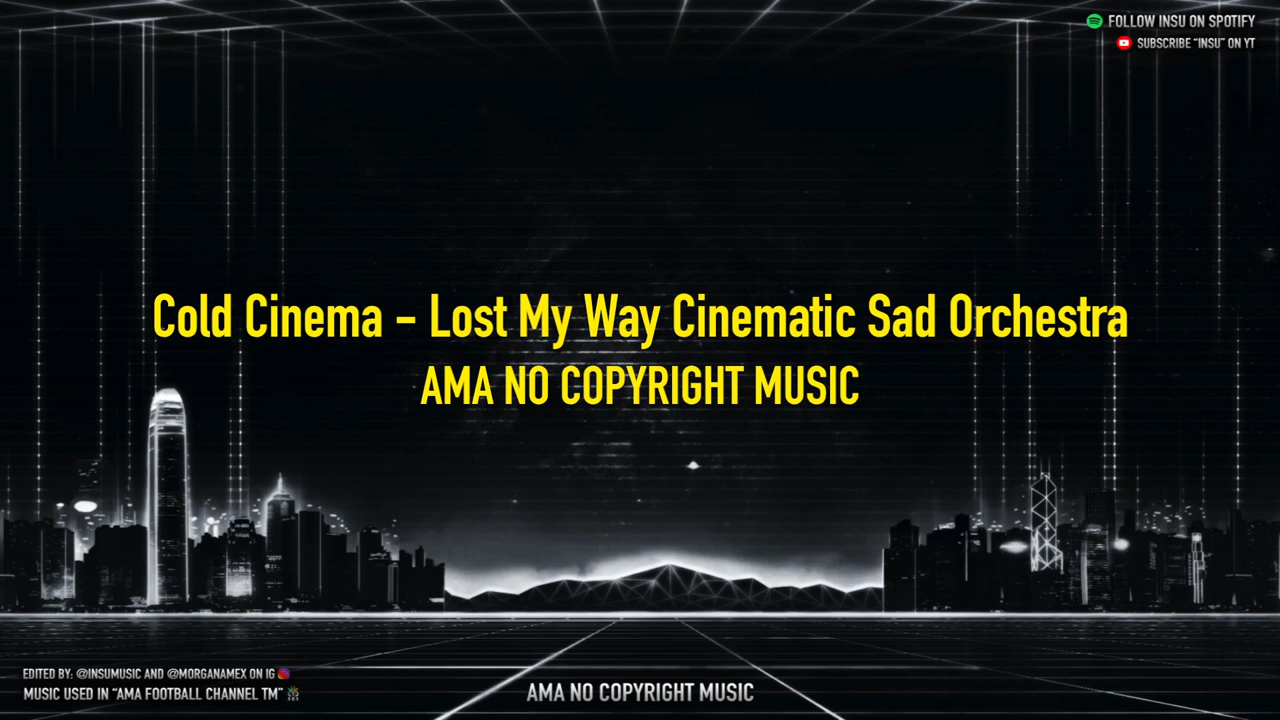 FOLLOW INSU ON SPOTIFY
SUBSCRIBE "INSU" ON YT
Cold Cinema - Lost My Way Cinematic Sad Orchestra
AMA NO COPYRIGHT MUSIC
EDITED BY: @INSUMUSIC AND @MORGANAMEX ON IG
MUSIC USED IN "AMA FOOTBALL CHANNEL TM"
AMA NO COPYRIGHT MUSIC